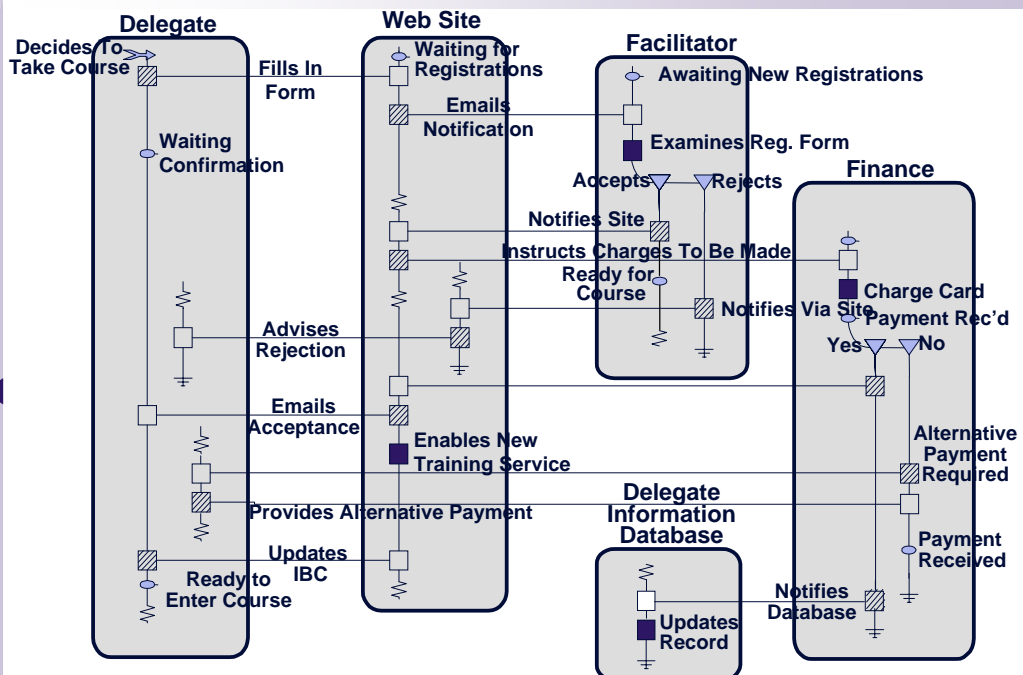 Delegate
Web Site
Facilitator
Finance
Decides To
Take Course
Fills In
Form
Waiting for
Registrations
Awaiting New Registrations
Emails
Notification
Waiting
Confirmation
Examines Reg. Form
Accepts
Rejects
Notifies Site
Instructs Charges To Be Made
Ready for
Course
Notifies Via Site
Charge Card
Payment Rec'd
Yes
No
Advises
Rejection
Emails
Acceptance
Enables New
Training Service
Alternative
Payment
Required
Provides Alternative Payment
Delegate
Information
Database
Payment
Received
Updates
IBC
Ready to
Enter Course
Notifies
Database
Updates
Record